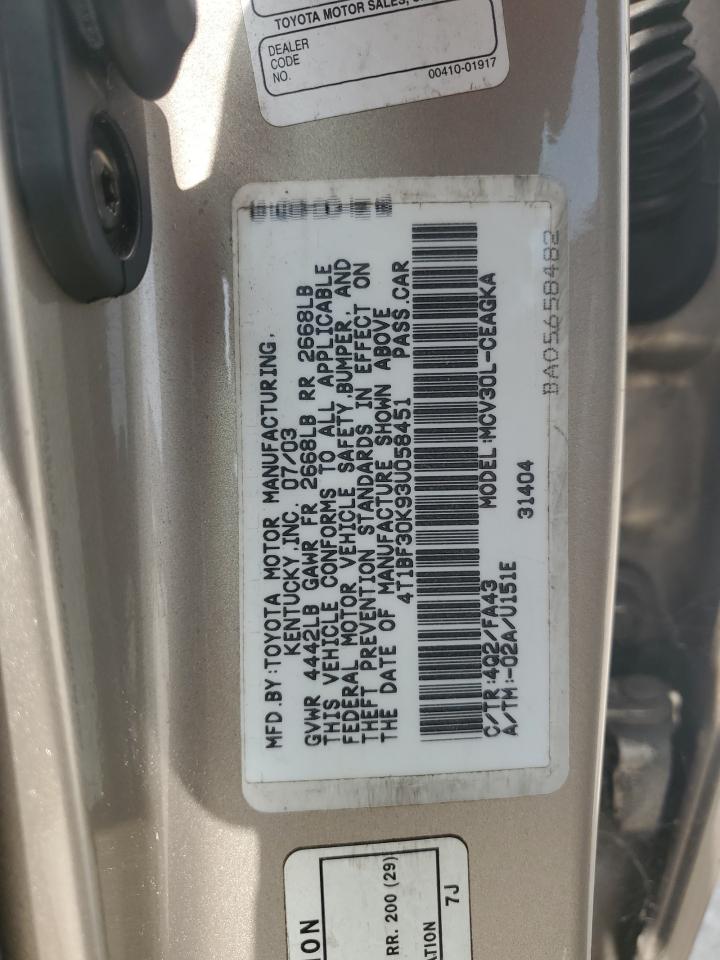 TOYOTA MOTOR SALES,
DEALER
CODE
NO.
00410-01917
MFD.BY:TOYOTA MOTOR MANUFACTURING,
KENTUCKY,INC. 07/03
GVWR 4442LB GAWR FR 2668LB RR 2668LB
THIS VEHICLE CONFORMS TO ALL APPLICABLE
FEDERAL MOTOR VEHICLE SAFETY,BUMPER, AND
THEFT PREVENTION STANDARDS IN EFFECT ON
THE DATE OF MANUFACTURE SHOWN ABOVE
4T1BF30K93U058451 PASS.CAR
C/TR:4Q2/FA43 MODEL:MCV30L-CEAGKA
A/TM:-02A/U151E 31404
BA05658482
RR. 200 (29)
7J